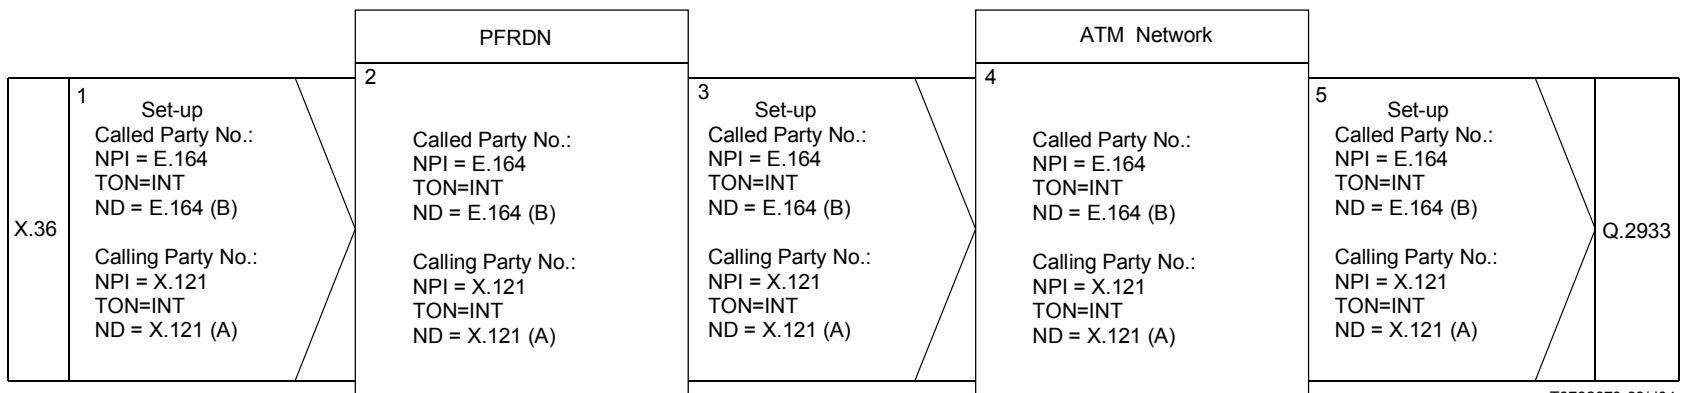 PFRDN
ATM Network
X.36
1
Set-up
Called Party No.:
NPI = E.164
TON=INT
ND = E.164 (B)
Calling Party No.:
NPI = X.121
TON=INT
ND = X.121 (A)
2
Called Party No.:
NPI = E.164
TON=INT
ND = E.164 (B)
Calling Party No.:
NPI = X.121
TON=INT
ND = X.121 (A)
3
Set-up
Called Party No.:
NPI = E.164
TON=INT
ND = E.164 (B)
Calling Party No.:
NPI = X.121
TON=INT
ND = X.121 (A)
4
Called Party No.:
NPI = E.164
TON=INT
ND = E.164 (B)
Calling Party No.:
NPI = X.121
TON=INT
ND = X.121 (A)
5
Set-up
Called Party No.:
NPI = E.164
TON=INT
ND = E.164 (B)
Calling Party No.:
NPI = X.121
TON=INT
ND = X.121 (A)
Q.2933